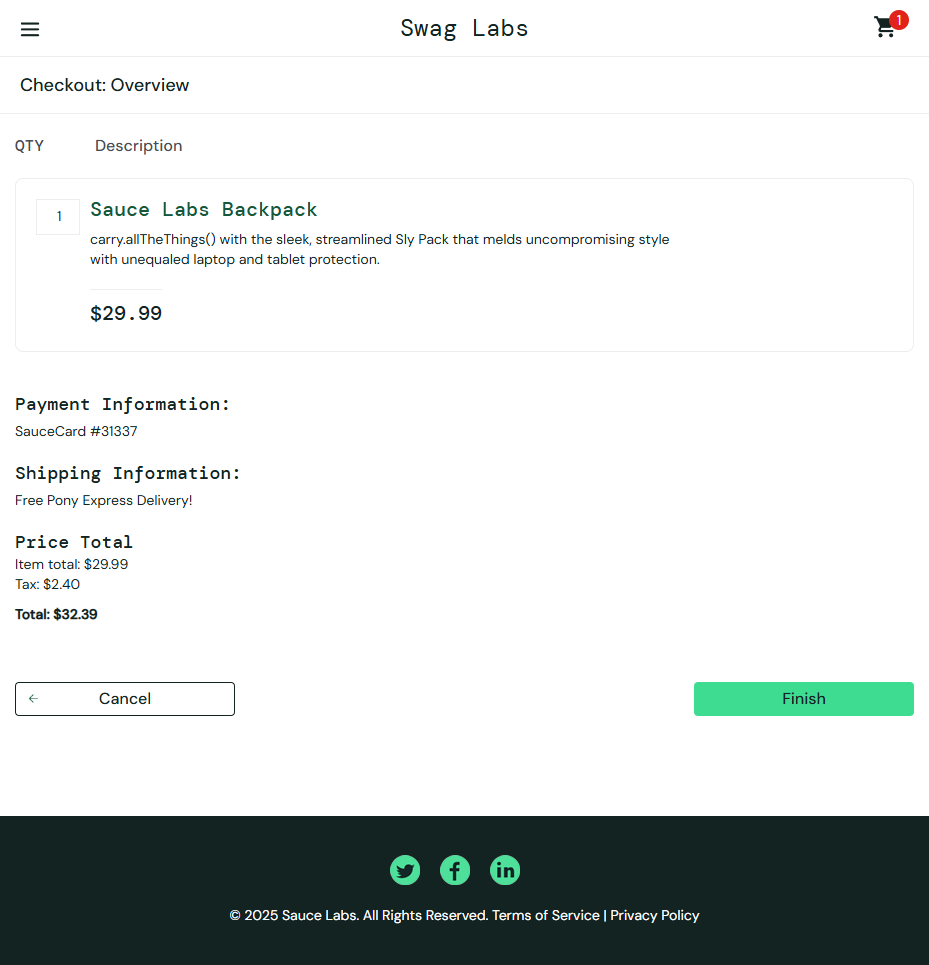 Swag Labs
1
Checkout: Overview
QTY Description
1
Sauce Labs Backpack
carry.allTheThings() with the sleek, streamlined Sly Pack that melds uncompromising style
with unequaled laptop and tablet protection.
$29.99
Payment Information:
SauceCard #31337
Shipping Information:
Free Pony Express Delivery!
Price Total
Item total: $29.99
Tax: $2.40
Total: $32.39
Cancel
Finish
© 2025 Sauce Labs. All Rights Reserved. Terms of Service | Privacy Policy